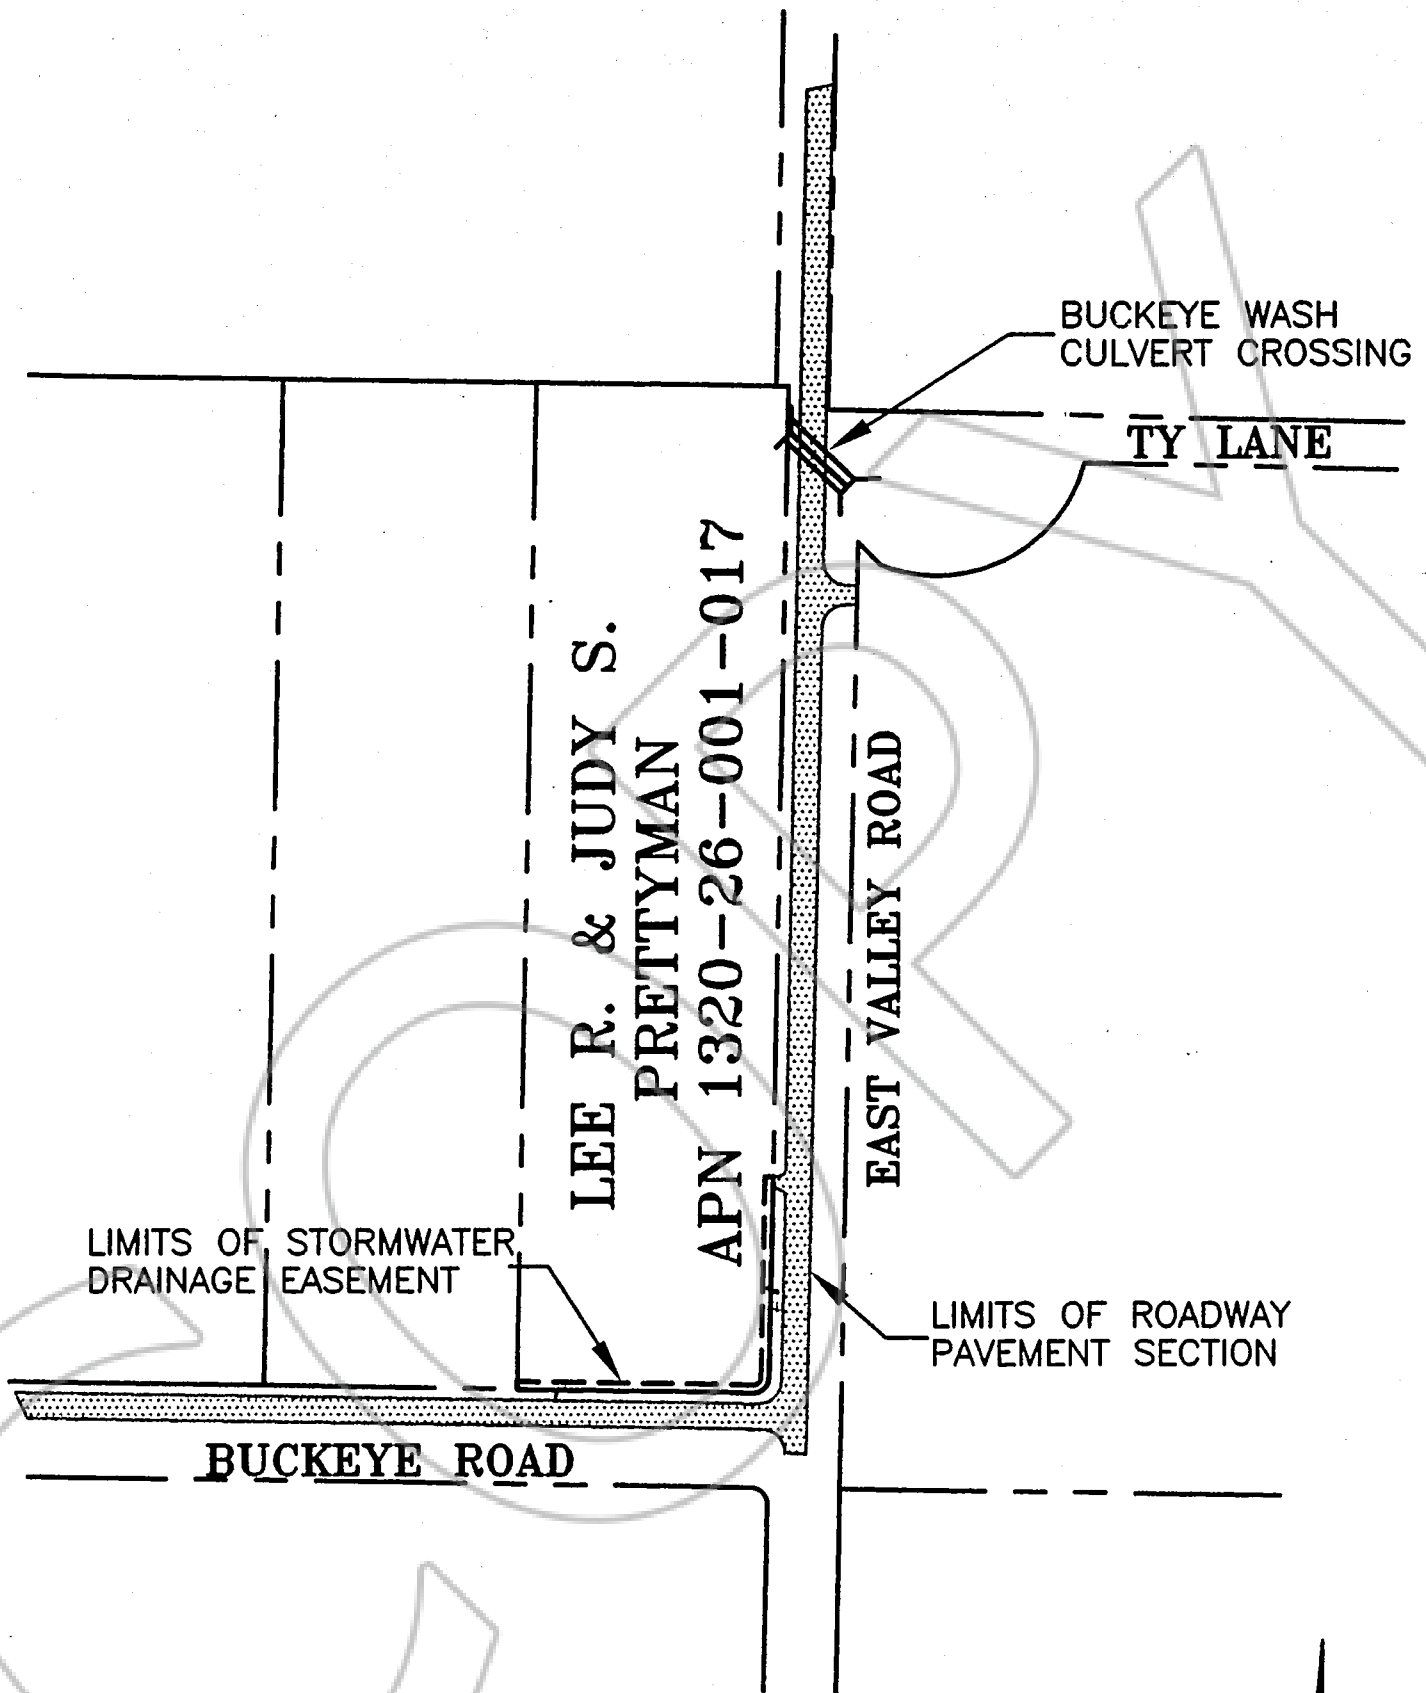 BUCKEYE WASH
CULVERT CROSSING
TY LANE
LEE R. & JUDY S.
PRETTYMAN
APN 1320-26-001-017
EAST VALLEY ROAD
LIMITS OF STORMWATER
DRAINAGE EASEMENT
LIMITS OF ROADWAY
PAVEMENT SECTION
BUCKEYE ROAD
COPY